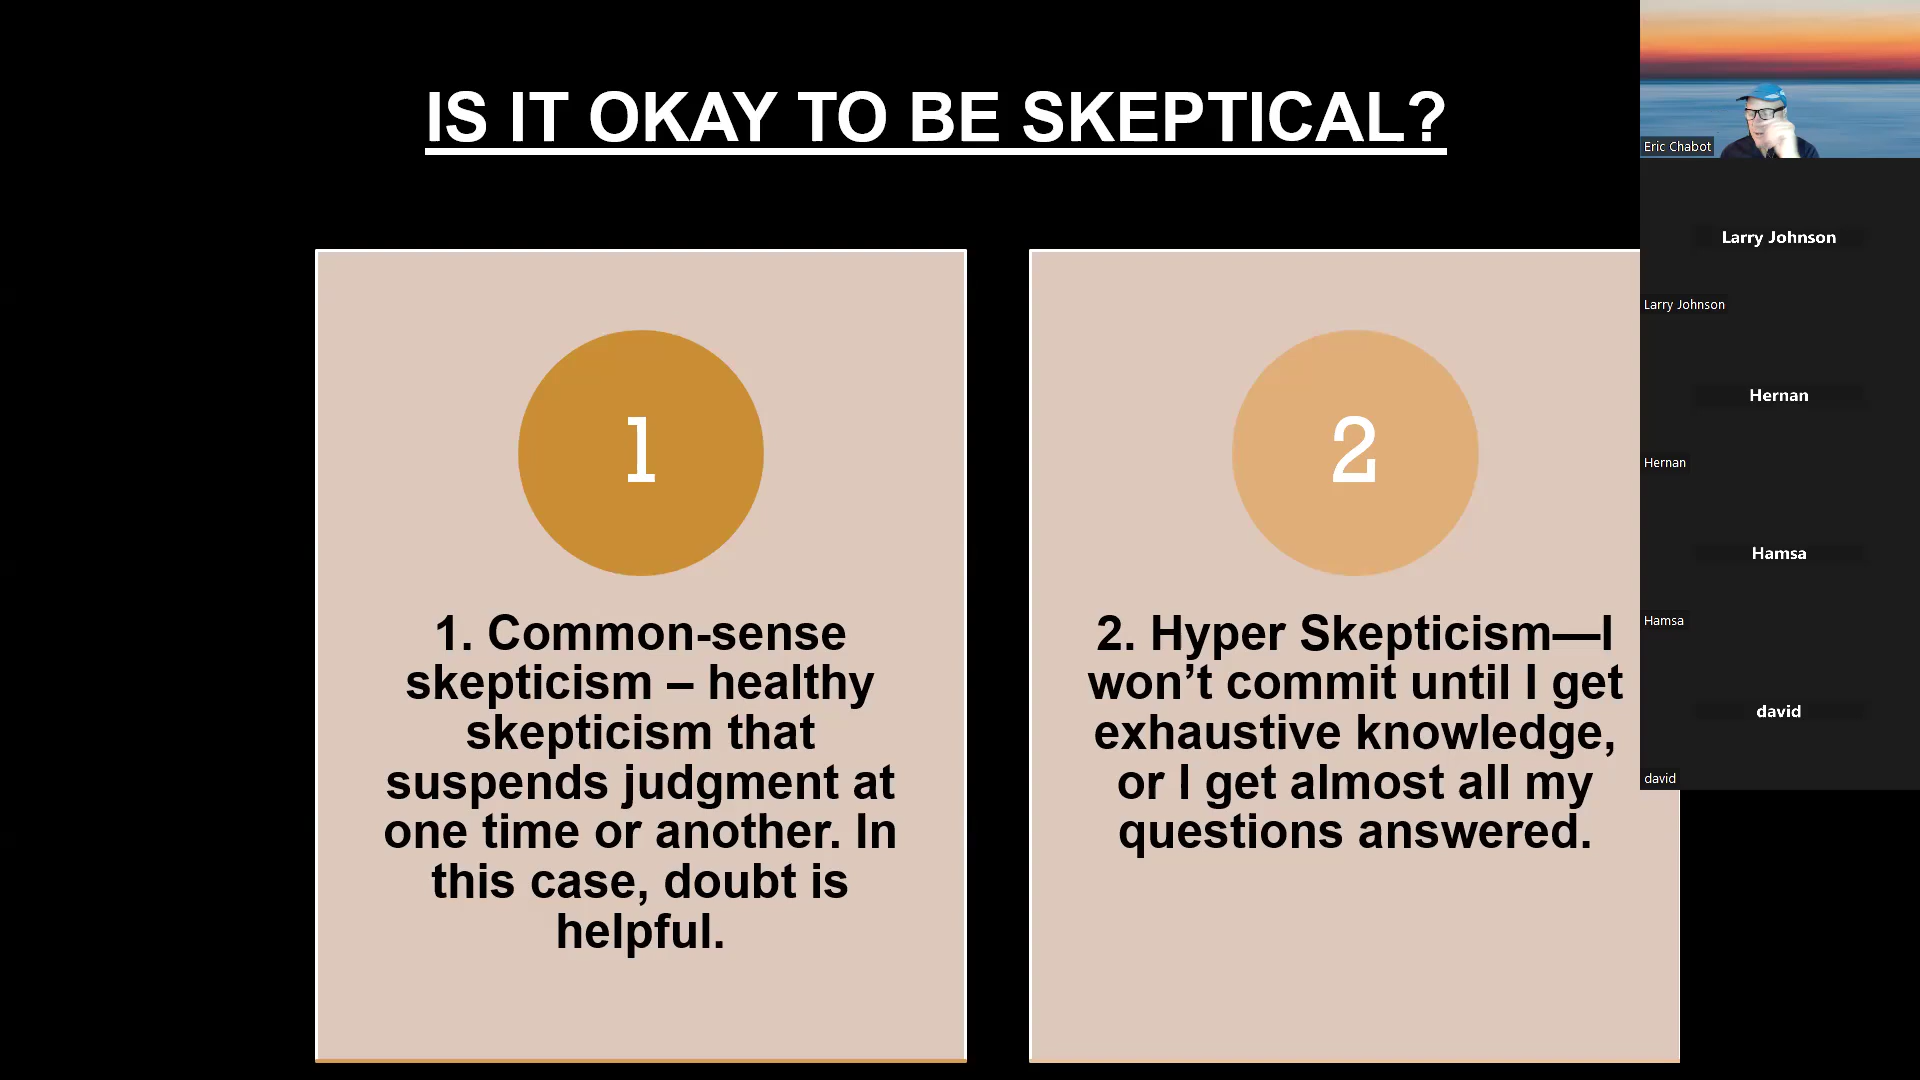 IS IT OKAY TO BE SKEPTICAL?
1
1. Common-sense
skepticism – healthy
skepticism that
suspends judgment at
one time or another. In
this case, doubt is
helpful.
2
2. Hyper Skepticism—I
won’t commit until I get
exhaustive knowledge,
or I get almost all my
questions answered.
Eric Chabot
Larry Johnson
Larry Johnson
Hernan
Hernan
Hamsa
Hamsa
david
david